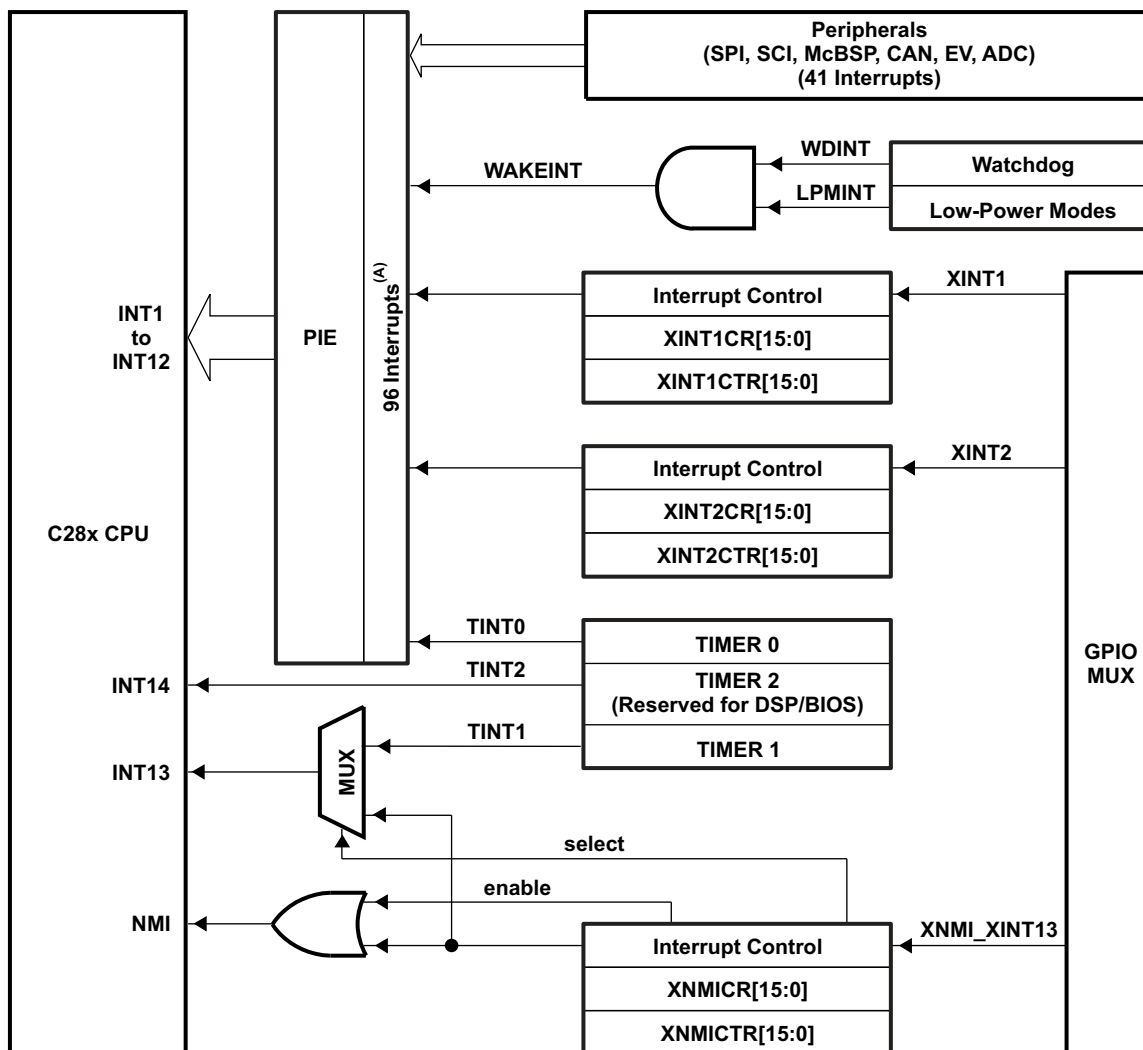 Peripherals
(SPI, SCI, McBSP, CAN, EV, ADC)
(41 Interrupts)
WDINT
Watchdog
WAKEINT
LPMINT
Low-Power Modes
96 Interrupts(A)
PIE
INT1
to
INT12
Interrupt Control
XINT1
XINT1CR[15:0]
XINT1CTR[15:0]
Interrupt Control
XINT2
XINT2CR[15:0]
XINT2CTR[15:0]
C28x CPU
TINT0
TIMER 0
GPIO
MUX
INT14
TINT2
TIMER 2
(Reserved for DSP/BIOS)
TINT1
TIMER 1
INT13
MUX
select
enable
NMI
Interrupt Control
XNMI_XINT13
XNMICR[15:0]
XNMICTR[15:0]